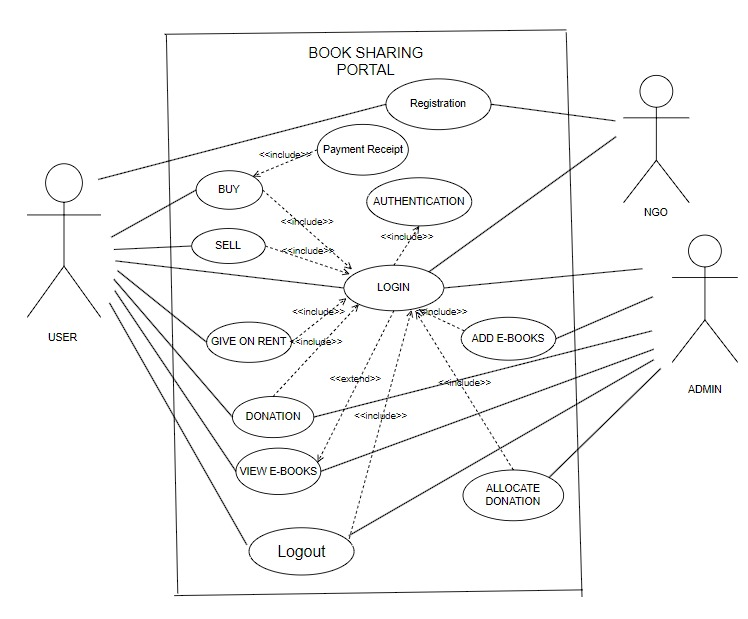 BOOK SHARING
PORTAL
Registration
Payment Receipt
<<include>>
BUY
AUTHENTICATION
NGO
<<include>>
<<include>>
SELL
<<include>>
LOGIN
<<include>>
<<include>>
USER
GIVE ON RENT
<<include>>
ADD E-BOOKS
<<extend>>
<<include>>
ADMIN
DONATION
<<include>>
VIEW E-BOOKS
ALLOCATE
DONATION
Logout